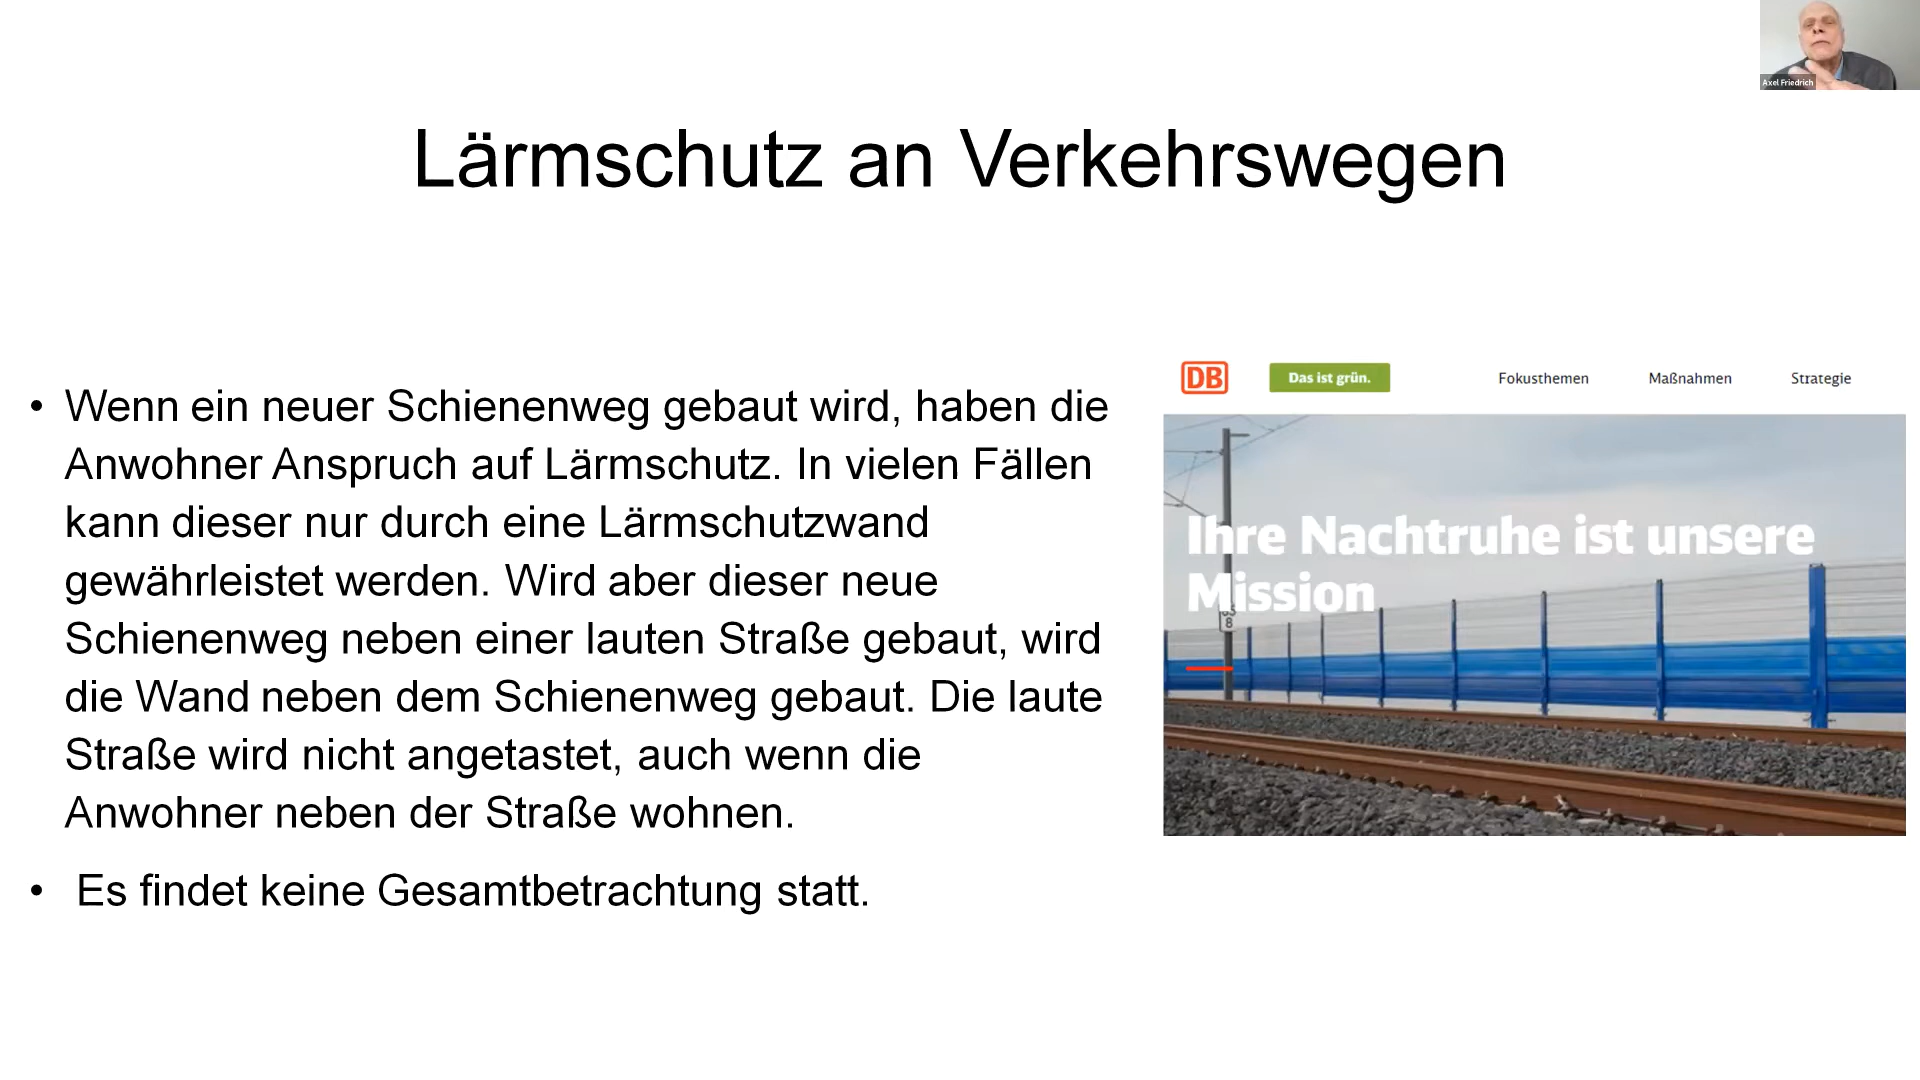 Axel Friedrich
Lärmschutz an Verkehrswegen
• Wenn ein neuer Schienenweg gebaut wird, haben die
Anwohner Anspruch auf Lärmschutz. In vielen Fällen
kann dieser nur durch eine Lärmschutzwand
gewährleistet werden. Wird aber dieser neue
Schienenweg neben einer lauten Straße gebaut, wird
die Wand neben dem Schienenweg gebaut. Die laute
Straße wird nicht angetastet, auch wenn die
Anwohner neben der Straße wohnen.
• Es findet keine Gesamtbetrachtung statt.
DB Das ist grün. Fokusthemen Maßnahmen Strategie
Ihre Nachtruhe ist unsere
Mission
8